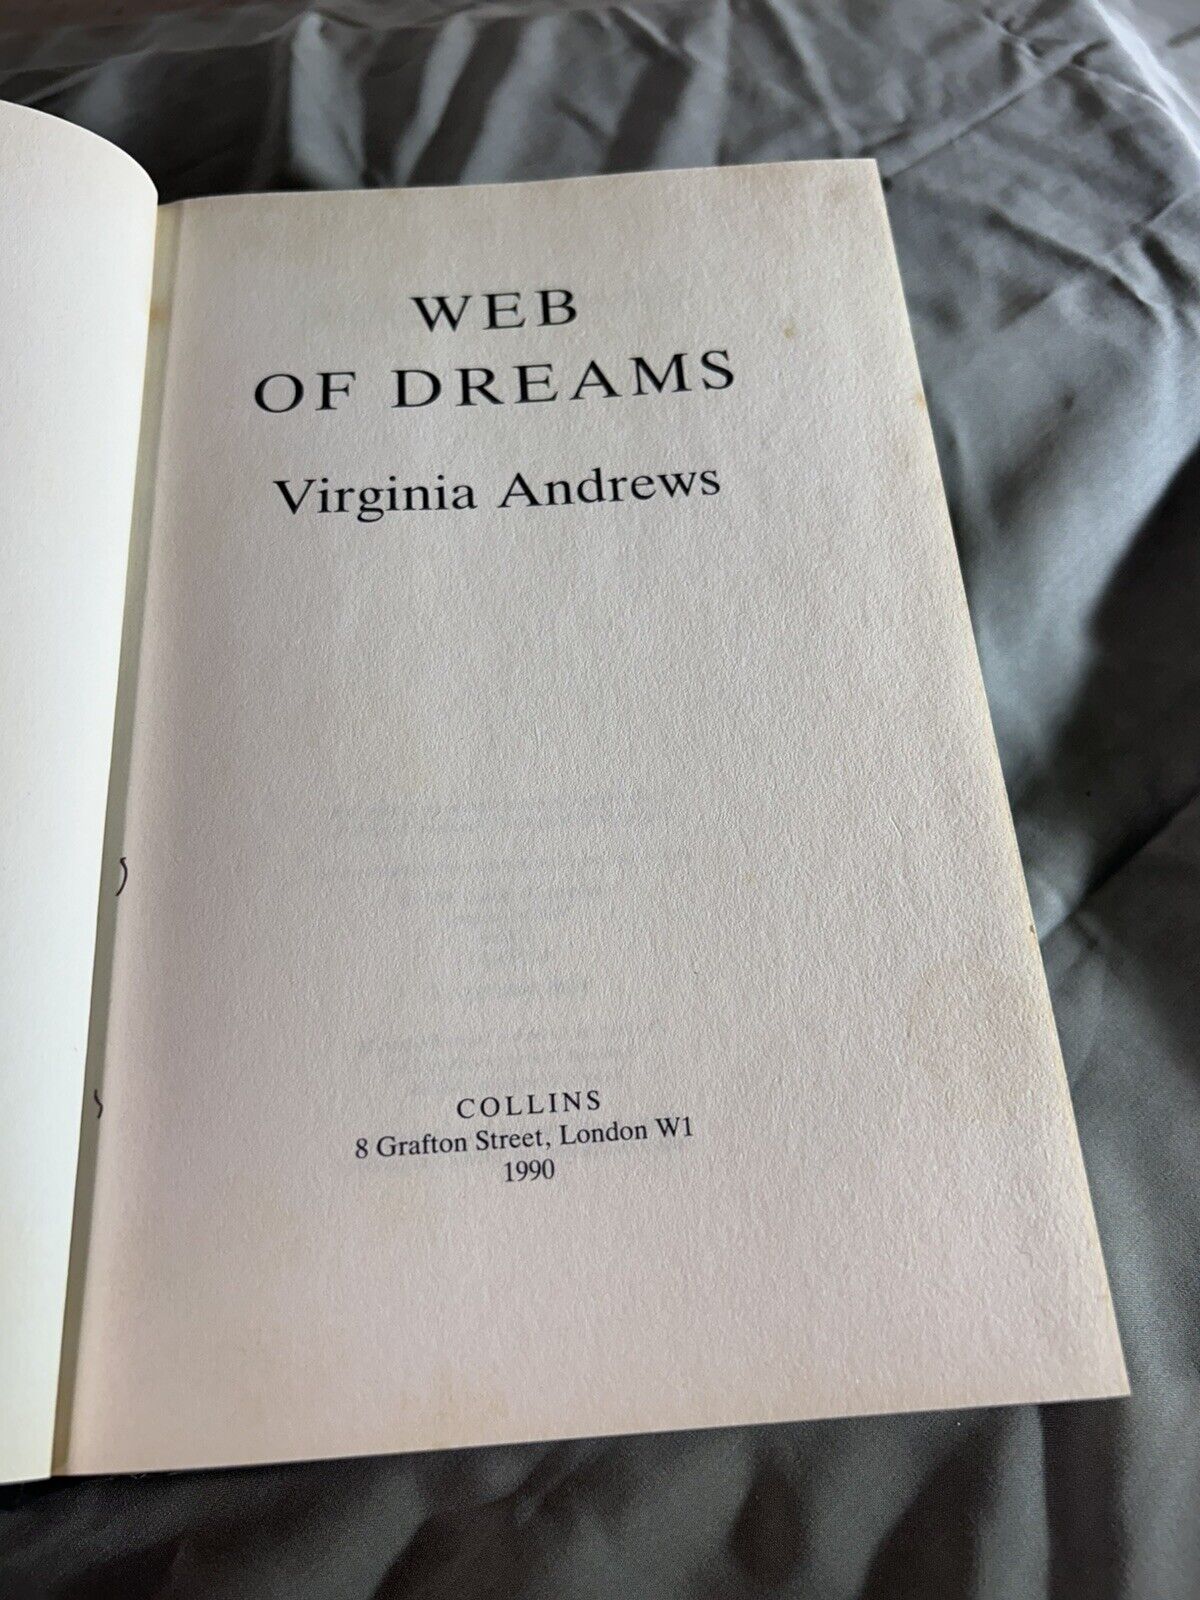 WEB
OF DREAMS
Virginia Andrews
COLLINS
8 Grafton Street, London W1
1990